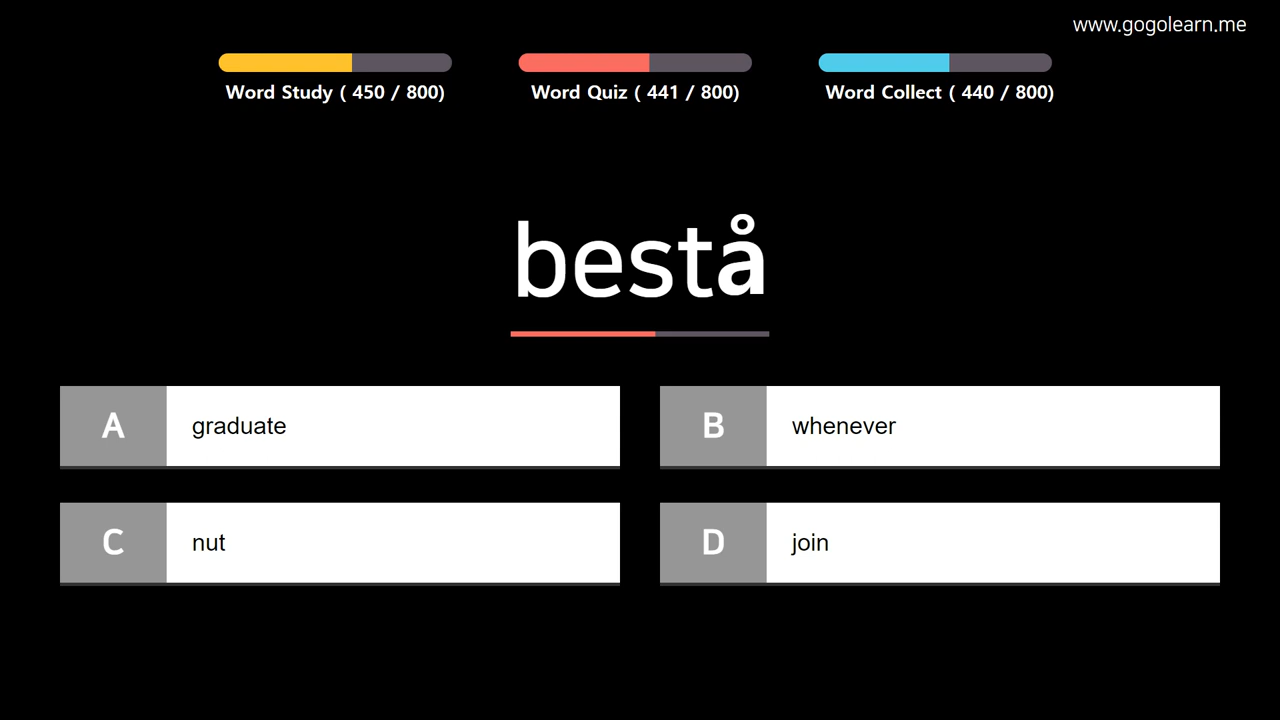 www.gogolearn.me
Word Study ( 450 / 800)
Word Quiz ( 441 / 800)
Word Collect ( 440 / 800)
bestå
A graduate
B whenever
C nut
D join